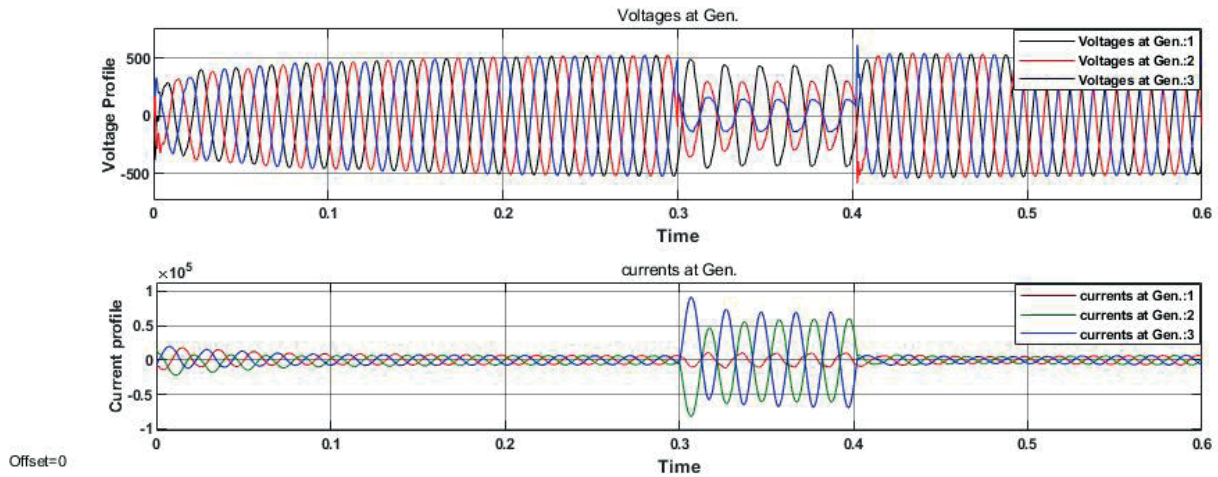 Voltages at Gen.
Voltage Profile
500
0
-500
Voltages at Gen.:1
Voltages at Gen.:2
Voltages at Gen.:3
0 0.1 0.2 0.3 0.4 0.5 0.6
Time
×10⁵
currents at Gen.
Current profile
1
0.5
0
-0.5
-1
currents at Gen.:1
currents at Gen.:2
currents at Gen.:3
0 0.1 0.2 0.3 0.4 0.5 0.6
Time
Offset=0